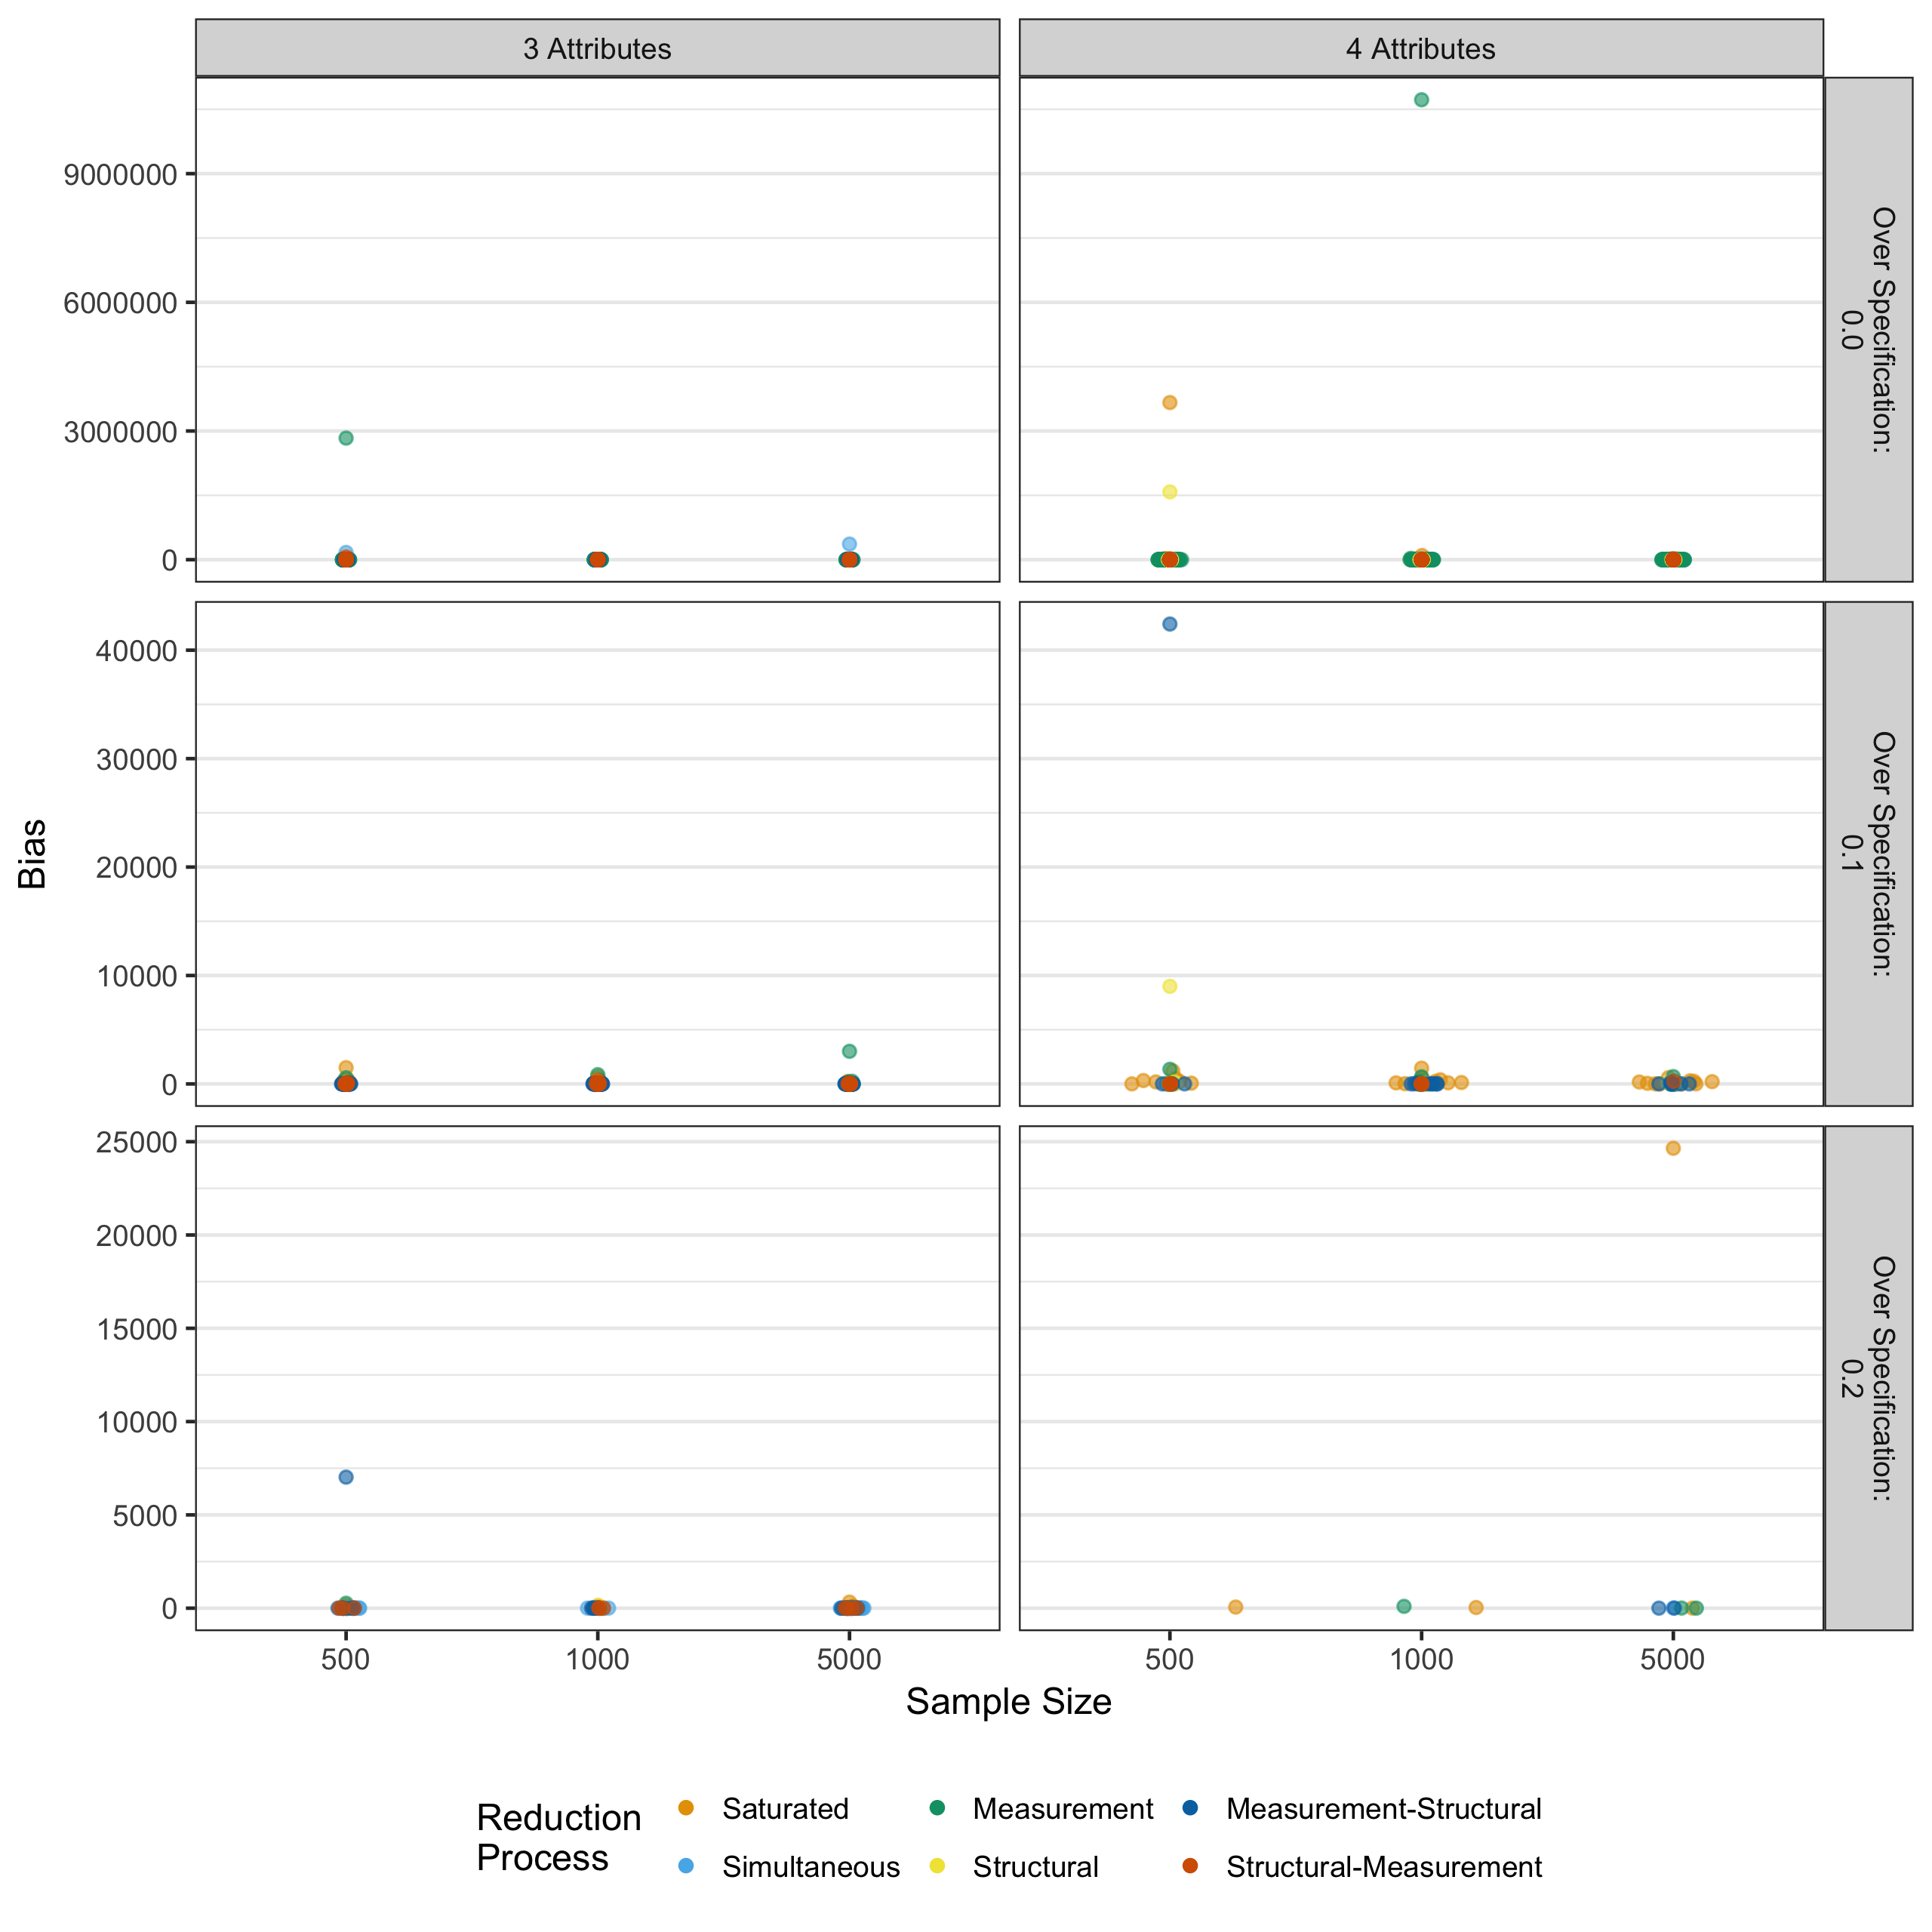 3 Attributes
4 Attributes
9000000
6000000
3000000
0
Over Specification:
0.0
40000
30000
20000
10000
0
Over Specification:
0.1
25000
20000
15000
10000
5000
0
Over Specification:
0.2
Bias
500
1000
5000
500
1000
5000
Sample Size
Reduction
Process
Saturated
Measurement
Measurement-Structural
Simultaneous
Structural
Structural-Measurement